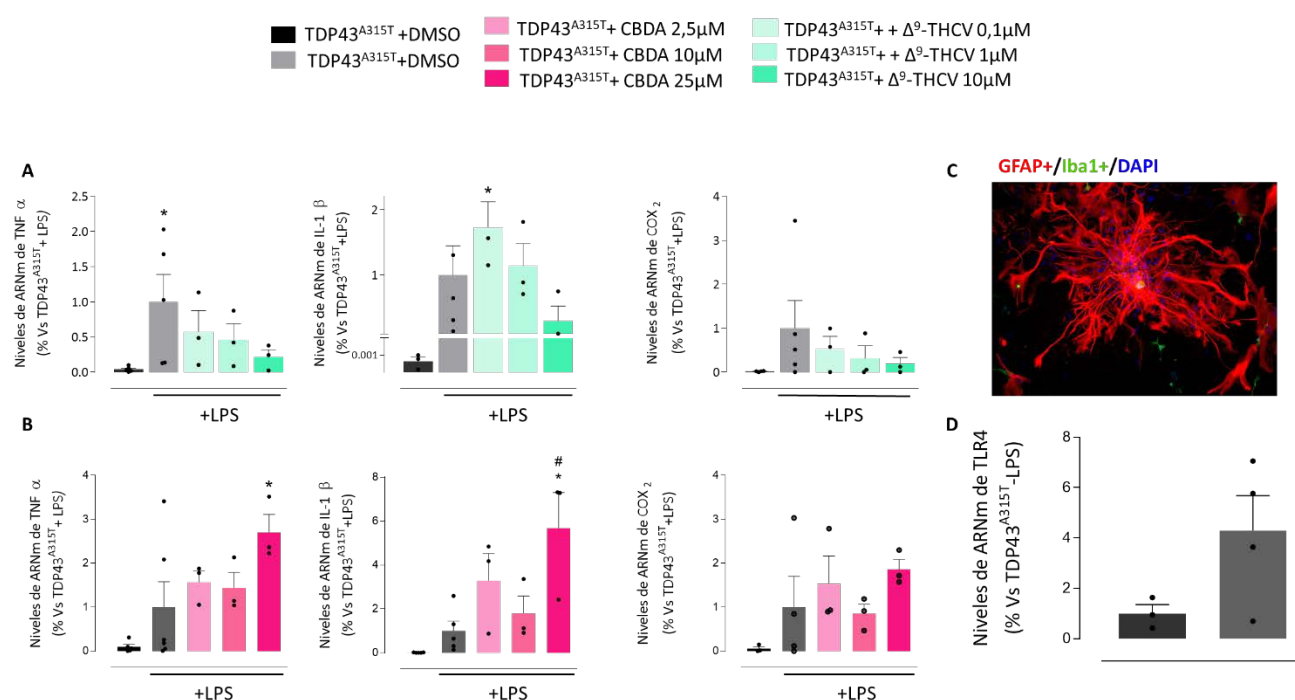 TDP43A315T +DMSO
TDP43A315T+DMSO
TDP43A315T+ CBDA 2,5µM
TDP43A315T+ CBDA 10µM
TDP43A315T+ CBDA 25µM
TDP43A315T+ + Δ9-THCV 0,1µM
TDP43A315T+ + Δ9-THCV 1µM
TDP43A315T+ Δ9-THCV 10µM
A
Niveles de ARNm de TNF α
(% Vs TDP43A315T+ LPS)
2.5
2.0
1.5
1.0
0.5
0.0
*
+LPS
Niveles de ARNm de IL-1 β
(% Vs TDP43A315T+LPS)
2
1
0.001
*
+LPS
Niveles de ARNm de COX 2
(% Vs TDP43A315T+LPS)
4
3
2
1
0
+LPS
C
GFAP+/Iba1+/DAPI
B
Niveles de ARNm de TNF α
(% Vs TDP43A315T+ LPS)
4
3
2
1
0
*
+LPS
Niveles de ARNm de IL-1 β
(% Vs TDP43A315T+LPS)
8
6
4
2
0
#
*
+LPS
Niveles de ARNm de COX 2
(% Vs TDP43A315T+LPS)
4
3
2
1
0
+LPS
D
Niveles de ARNm de TLR4
(% Vs TDP43A315T-LPS)
8
6
4
2
0